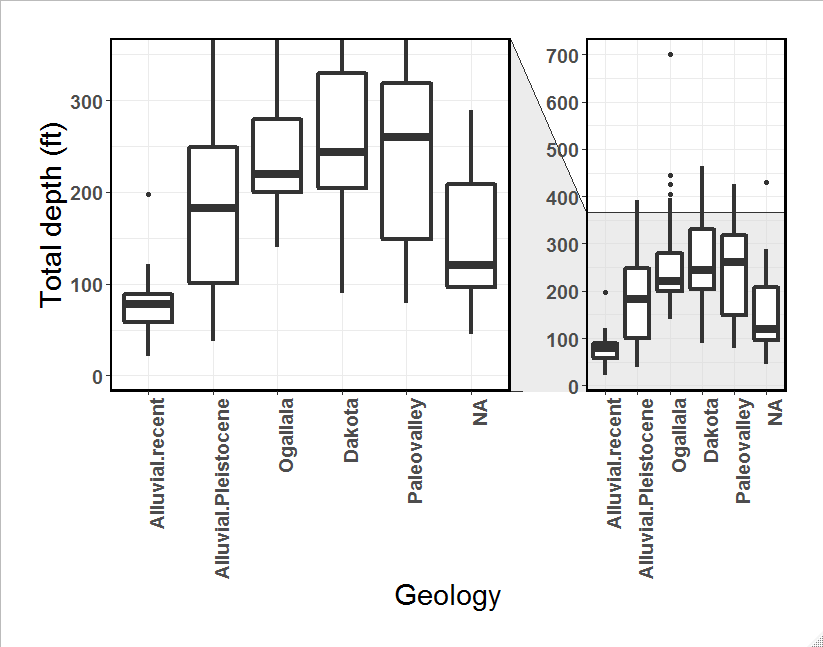 Total depth (ft)
300
200
100
0
Alluvial.recent
Alluvial.Pleistocene
Ogallala
Dakota
Paleovalley
NA
700
600
500
400
300
200
100
0
Alluvial.recent
Alluvial.Pleistocene
Ogallala
Dakota
Paleovalley
NA
Geology